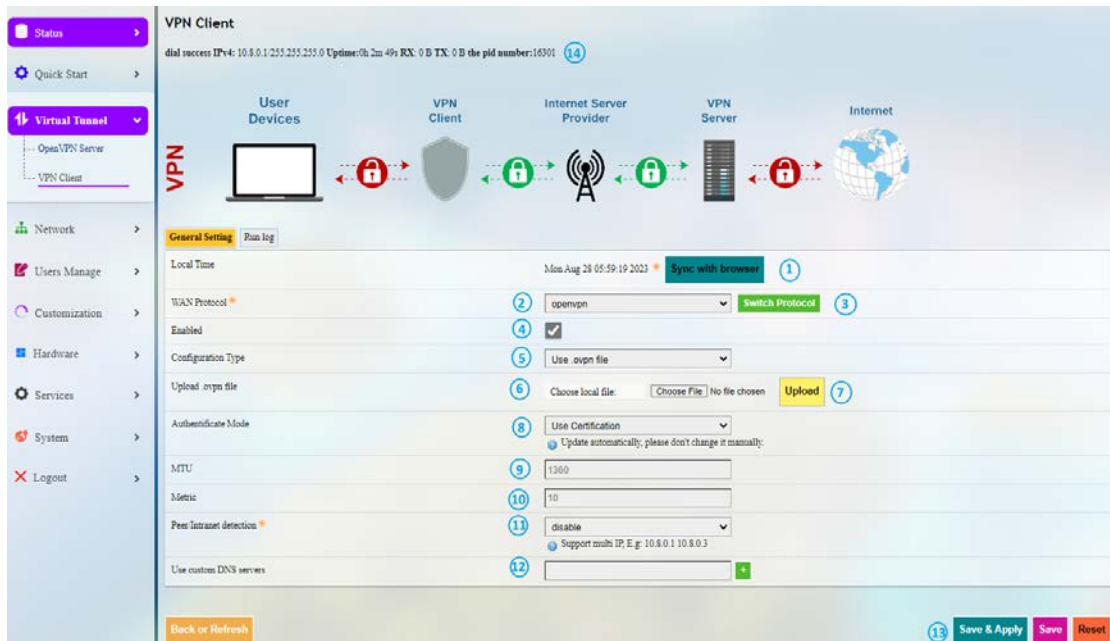 Status
Quick Start
Virtual Tunnel
OpenVPN Server
VPN Client
Network
Users Manage
Customization
Hardware
Services
System
Logout
VPN Client
dial success IPv4: 10.8.0.1/255.255.255.0 Uptime:0h 2m 49s RX: 0 B TX: 0 B the pid number:16301 14
User
Devices
VPN
Client
Internet Server
Provider
VPN
Server
Internet
VPN
General Setting Run log
Local Time Mon Aug 28 05:59:19 2023 * Sync with browser 1
WAN Protocol * 2 openvpn Switch Protocol 3
Enabled 4
Configuration Type 5 Use .ovpn file
Upload .ovpn file 6 Choose local file: Choose File No file chosen Upload 7
Authentificate Mode 8 Use Certification
Update automatically, please don't change it manually.
MTU 9 1360
Metric 10 10
Peer/Intranet detection * 11 disable
Support multi IP, E.g: 10.8.0.1 10.8.0.3
Use custom DNS servers 12 +
Back or Refresh 13 Save & Apply Save Reset